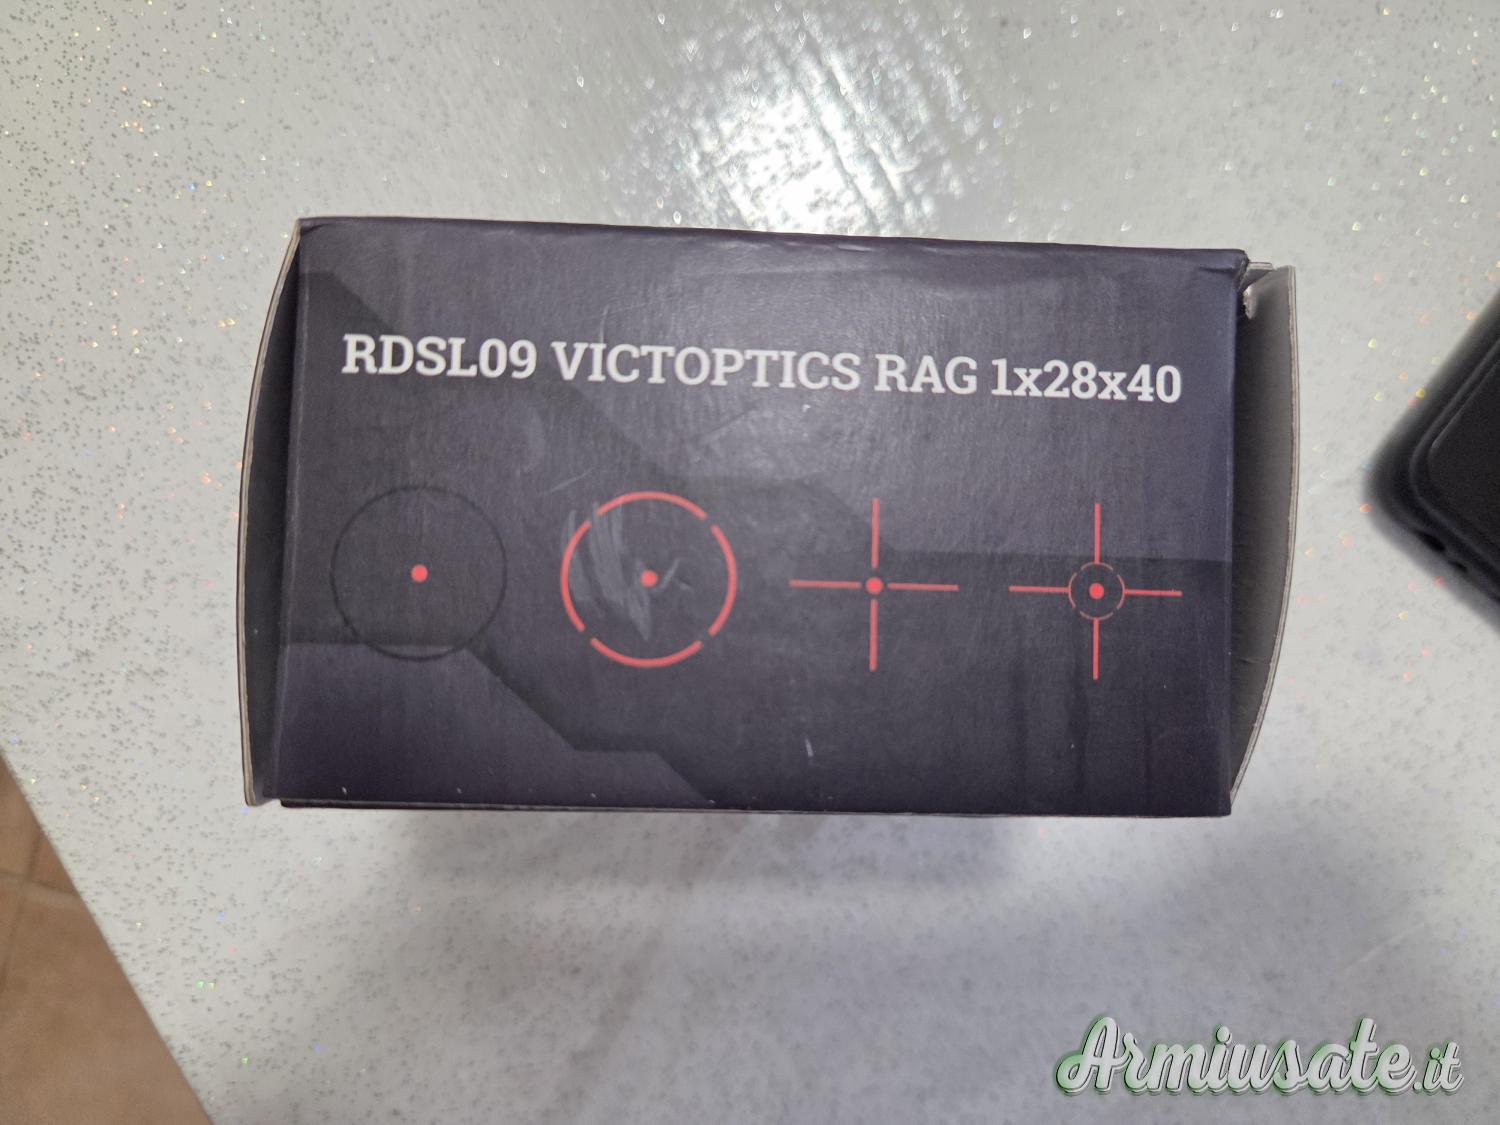 RDSL09 VICTOPTICS RAG 1x28x40
Armiusate.it